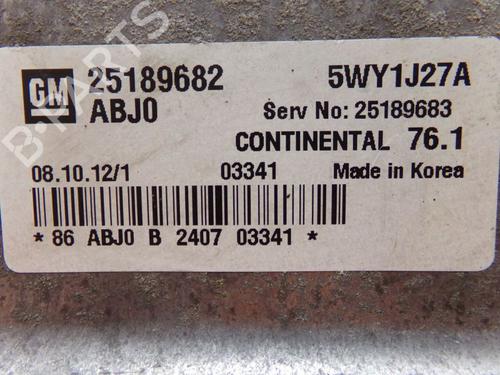 GM 25189682 5WY1J27A
ABJ0 Serv No: 25189683
CONTINENTAL 76.1
08.10.12/1 03341 Made in Korea
* 86 ABJ0 B 2407 03341 *
B-PARTS